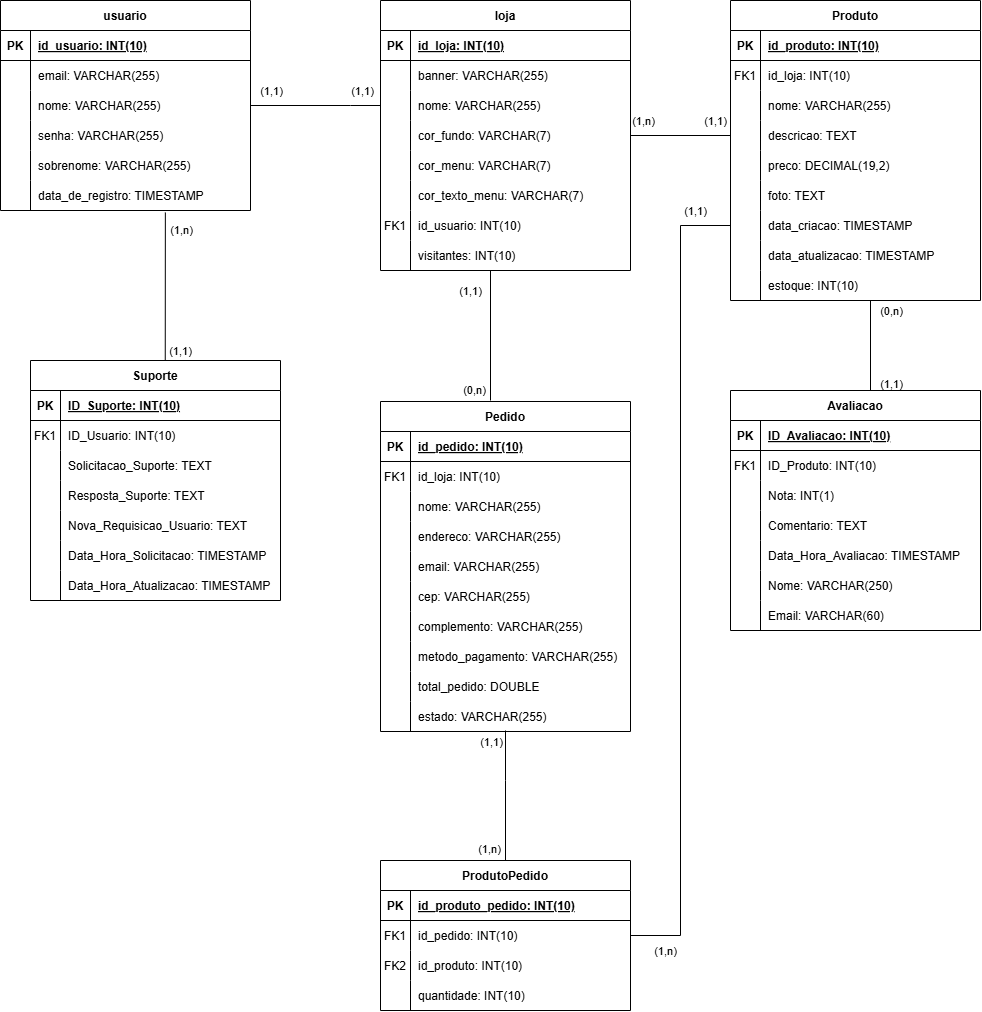 usuario
PK id_usuario: INT(10)
email: VARCHAR(255)
nome: VARCHAR(255)
senha: VARCHAR(255)
sobrenome: VARCHAR(255)
data_de_registro: TIMESTAMP
(1,1)
(1,1)
loja
PK id_loja: INT(10)
banner: VARCHAR(255)
nome: VARCHAR(255)
cor_fundo: VARCHAR(7)
cor_menu: VARCHAR(7)
cor_texto_menu: VARCHAR(7)
FK1 id_usuario: INT(10)
visitantes: INT(10)
(1,n)
(1,1)
Produto
PK id_produto: INT(10)
FK1 id_loja: INT(10)
nome: VARCHAR(255)
descricao: TEXT
preco: DECIMAL(19,2)
foto: TEXT
data_criacao: TIMESTAMP
data_atualizacao: TIMESTAMP
estoque: INT(10)
(1,1)
(1,n)
(1,1)
Suporte
PK ID_Suporte: INT(10)
FK1 ID_Usuario: INT(10)
Solicitacao_Suporte: TEXT
Resposta_Suporte: TEXT
Nova_Requisicao_Usuario: TEXT
Data_Hora_Solicitacao: TIMESTAMP
Data_Hora_Atualizacao: TIMESTAMP
(1,1)
(0,n)
Pedido
PK id_pedido: INT(10)
FK1 id_loja: INT(10)
nome: VARCHAR(255)
endereco: VARCHAR(255)
email: VARCHAR(255)
cep: VARCHAR(255)
complemento: VARCHAR(255)
metodo_pagamento: VARCHAR(255)
total_pedido: DOUBLE
estado: VARCHAR(255)
(0,n)
(1,1)
Avaliacao
PK ID_Avaliacao: INT(10)
FK1 ID_Produto: INT(10)
Nota: INT(1)
Comentario: TEXT
Data_Hora_Avaliacao: TIMESTAMP
Nome: VARCHAR(250)
Email: VARCHAR(60)
(1,1)
(1,n)
ProdutoPedido
PK id_produto_pedido: INT(10)
FK1 id_pedido: INT(10)
FK2 id_produto: INT(10)
quantidade: INT(10)
(1,n)